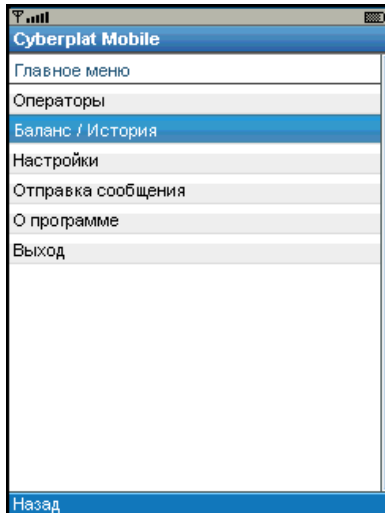 Cyberplat Mobile
Главное меню
Операторы
Баланс / История
Настройки
Отправка сообщения
О программе
Выход
Назад